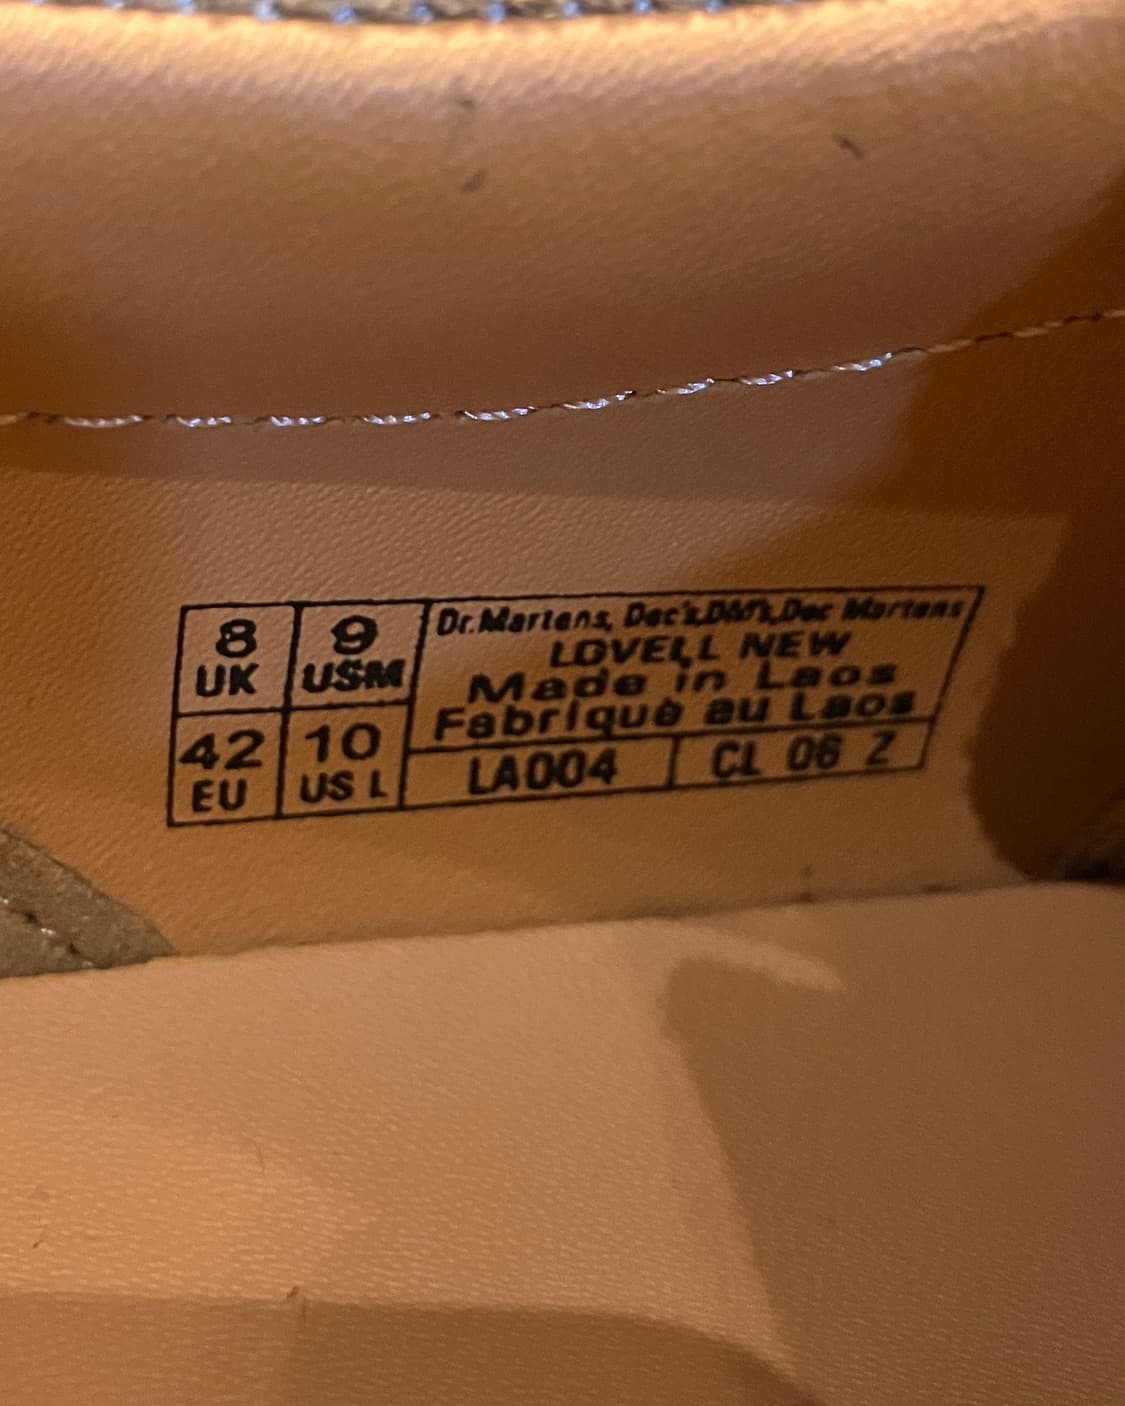 8 UK
9 USM
42 EU
10 US L
Dr.Martens, Doc's,D&M's,Doc Martens
LOVELL NEW
Made in Laos
Fabriqué au Laos
LA004
CL 06 Z